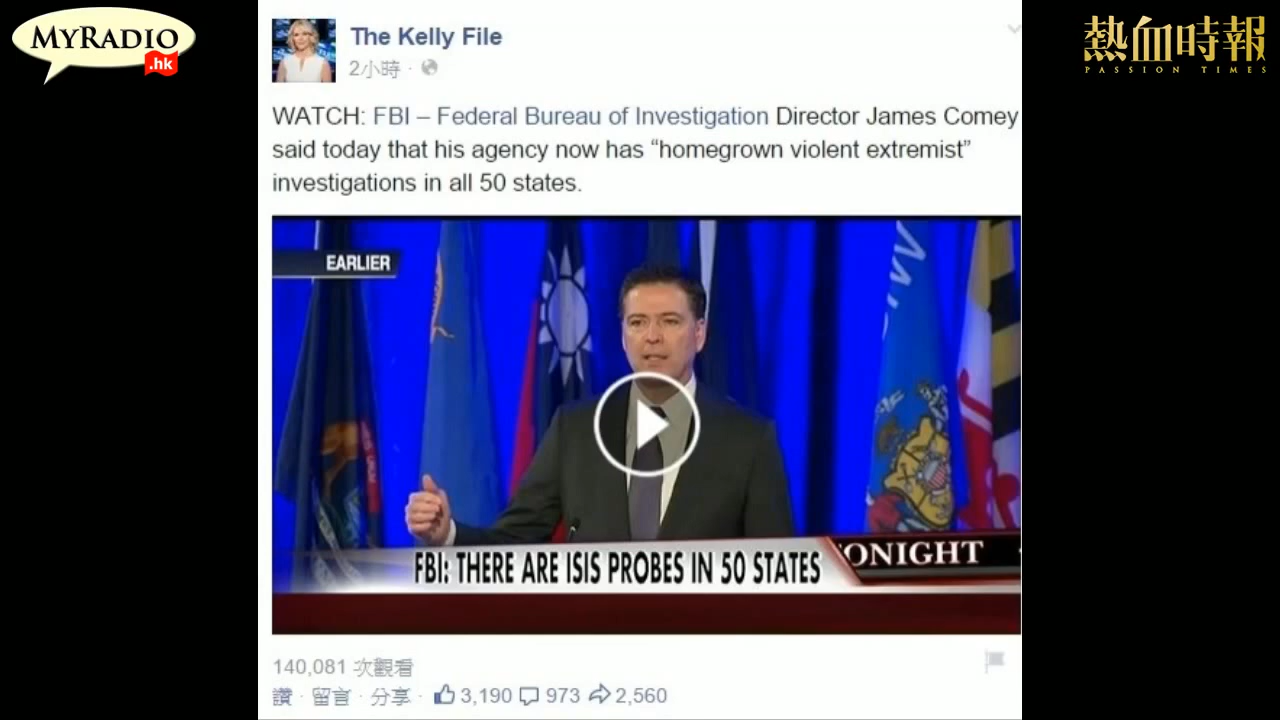 MYRADIO
.hk
熱血時報
PASSION TIMES
The Kelly File
2小時 ·
WATCH: FBI – Federal Bureau of Investigation Director James Comey
said today that his agency now has “homegrown violent extremist”
investigations in all 50 states.
EARLIER
FBI: THERE ARE ISIS PROBES IN 50 STATES
TONIGHT
140,081 次觀看
讚 · 留言 · 分享 · 3,190 973 2,560